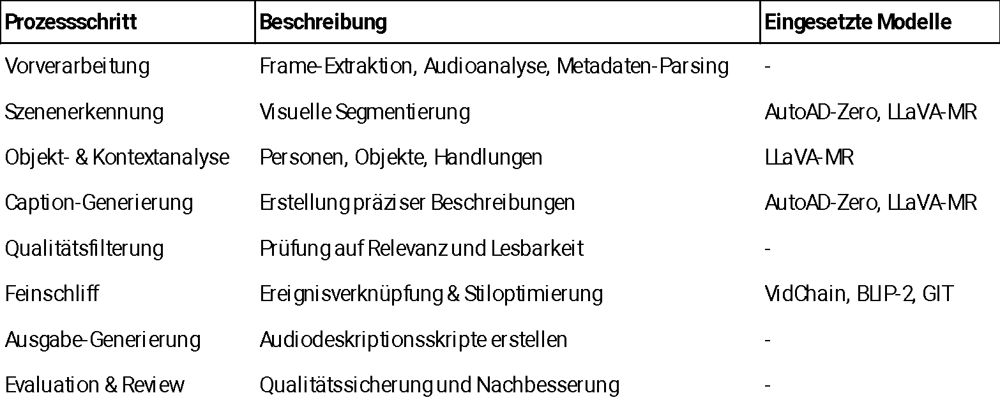 Prozessschritt Beschreibung Eingesetzte Modelle
Vorverarbeitung Frame-Extraktion, Audioanalyse, Metadaten-Parsing -
Szenenerkennung Visuelle Segmentierung AutoAD-Zero, LLaVA-MR
Objekt- & Kontextanalyse Personen, Objekte, Handlungen LLaVA-MR
Caption-Generierung Erstellung präziser Beschreibungen AutoAD-Zero, LLaVA-MR
Qualitätsfilterung Prüfung auf Relevanz und Lesbarkeit -
Feinschliff Ereignisverknüpfung & Stiloptimierung VidChain, BLIP-2, GIT
Ausgabe-Generierung Audiodeskriptionsskripte erstellen -
Evaluation & Review Qualitätssicherung und Nachbesserung -